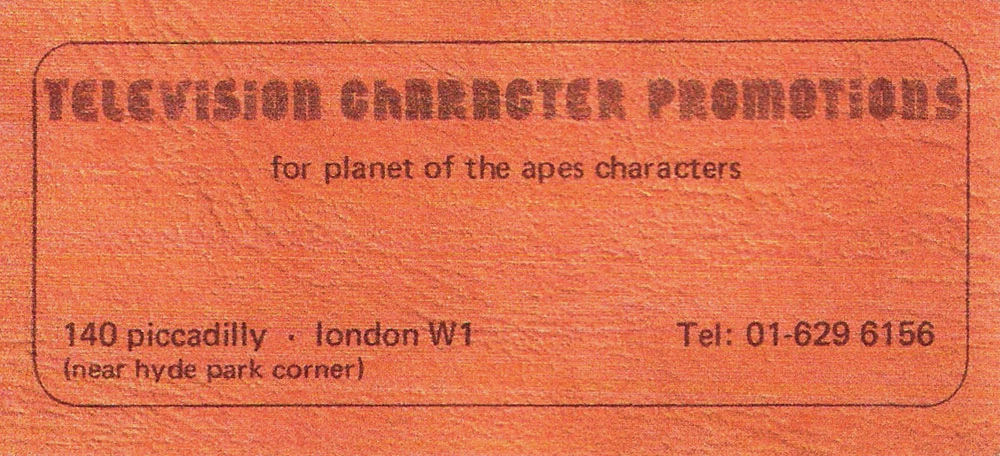 TELEVISION CHARACTER PROMOTIONS
for planet of the apes characters
140 piccadilly · london W1
Tel: 01-629 6156
(near hyde park corner)